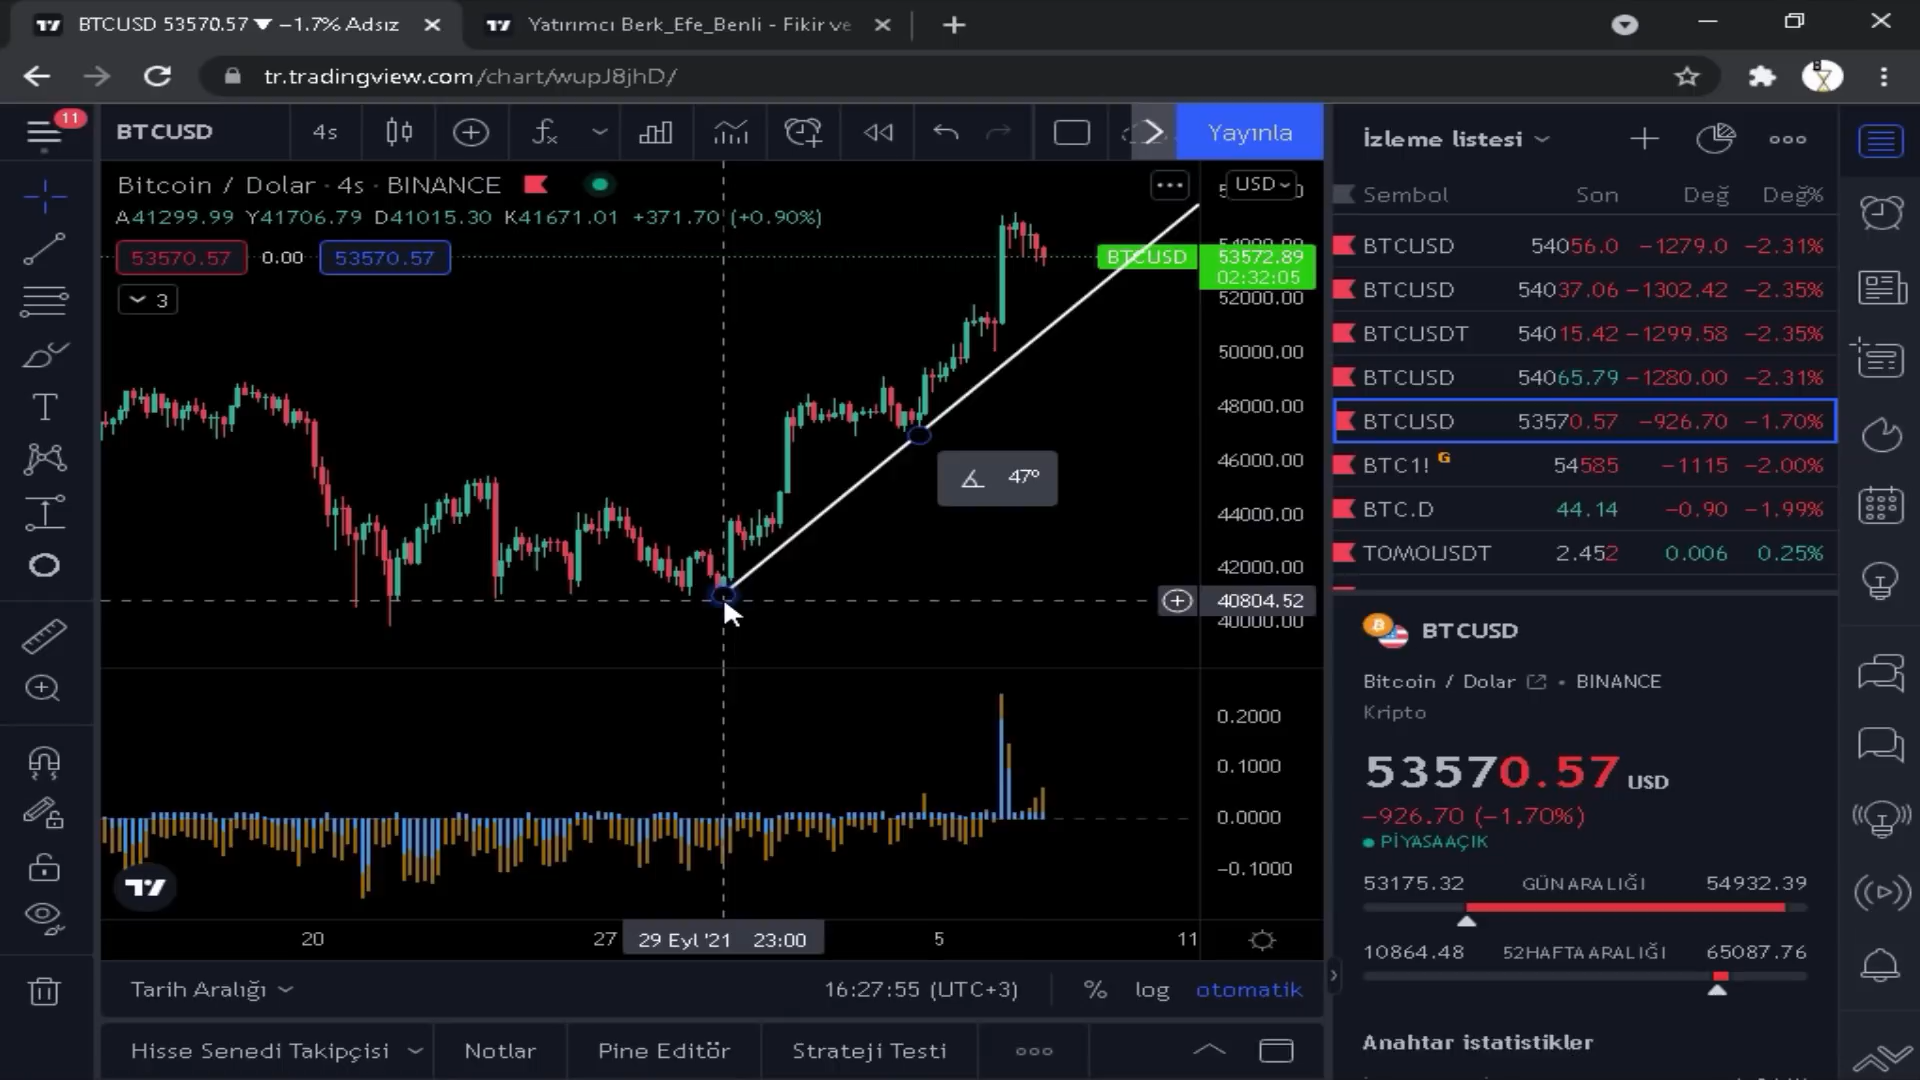 BTCUSD 53570.57 ▼ −1.7% Adsız
Yatırımcı Berk_Efe_Benli - Fikir ve
tr.tradingview.com/chart/wupJ8jhD/
11
BTCUSD
4s
Yayınla
İzleme listesi
Bitcoin / Dolar · 4s · BINANCE
USD
A41299.99 Y41706.79 D41015.30 K41671.01 +371.70 (+0.90%)
53570.57 0.00 53570.57
3
BTCUSD 53572.89
02:32:05
54000.00
52000.00
50000.00
48000.00
46000.00
44000.00
42000.00
40804.52
40000.00
47º
0.2000
0.1000
0.0000
−0.1000
20
27
29 Eyl '21 23:00
5
11
Tarih Aralığı
16:27:55 (UTC+3)
%
log
otomatik
Hisse Senedi Takipçisi
Notlar
Pine Editör
Strateji Testi
Sembol Son Değ Değ%
BTCUSD 54056.0 −1279.0 −2.31%
BTCUSD 54037.06 −1302.42 −2.35%
BTCUSDT 54015.42 −1299.58 −2.35%
BTCUSD 54065.79 −1280.00 −2.31%
BTCUSD 53570.57 −926.70 −1.70%
BTC1! G 54585 −1115 −2.00%
BTC.D 44.14 −0.90 −1.99%
TOMOUSDT 2.452 0.006 0.25%
BTCUSD
Bitcoin / Dolar • BINANCE
Kripto
53570.57 USD
−926.70 (−1.70%)
PİYASA AÇIK
53175.32 GÜN ARALIĞI 54932.39
10864.48 52HAFTA ARALIĞI 65087.76
Anahtar istatistikler